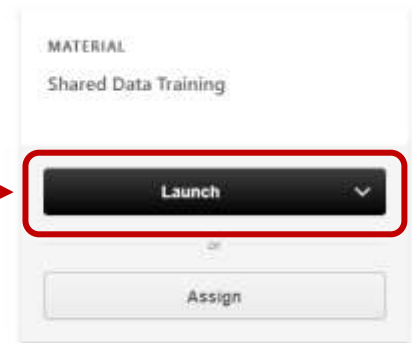 MATERIAL
Shared Data Training
Launch
or
Assign